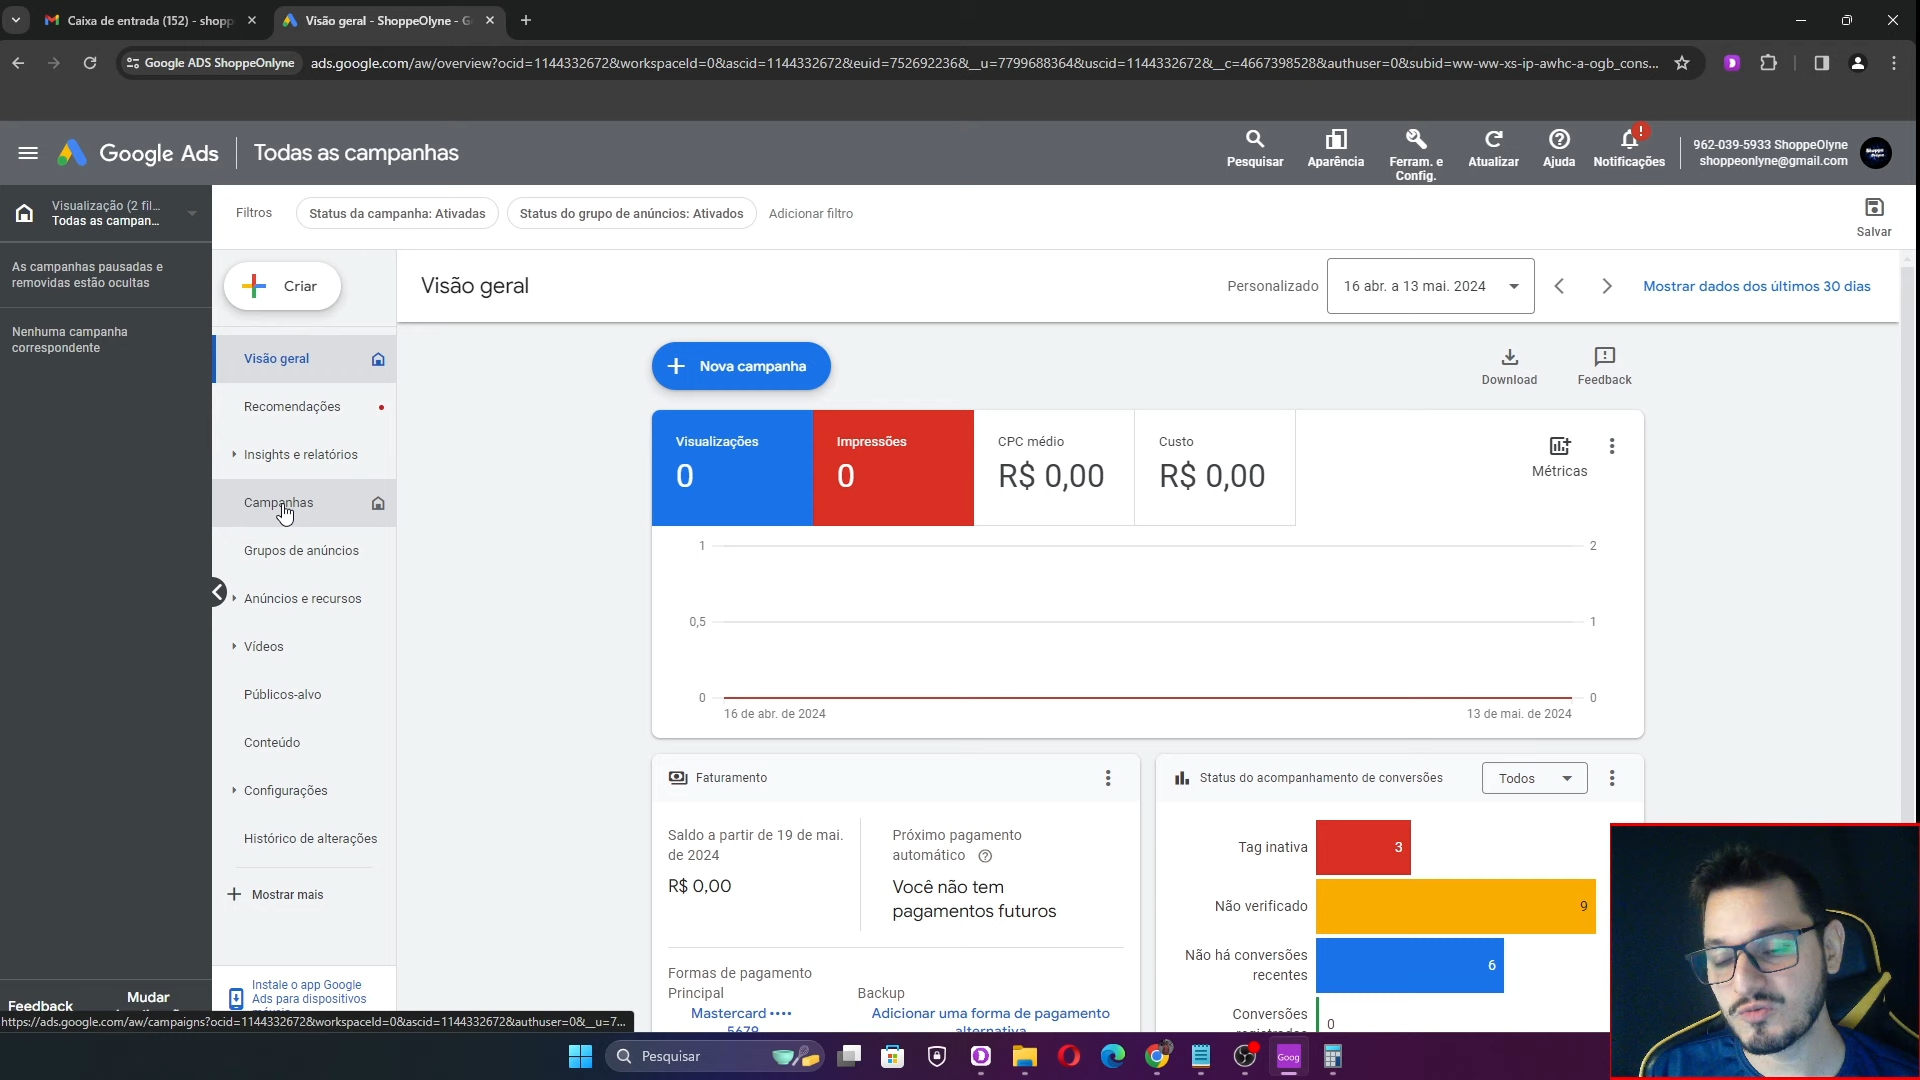 Caixa de entrada (152) - shopp
Visão geral - ShoppeOlyne - G
Google ADS ShoppeOnlyne
ads.google.com/aw/overview?ocid=1144332672&workspaceId=0&ascid=1144332672&euid=752692236&__u=7799688364&uscid=1144332672&__c=4667398528&authuser=0&subid=ww-ww-xs-ip-awhc-a-ogb_cons...
Google Ads
Todas as campanhas
Pesquisar
Aparência
Ferram. e
Config.
Atualizar
Ajuda
Notificações
962-039-5933 ShoppeOlyne
shoppeonlyne@gmail.com
Visualização (2 fil...
Todas as campan...
Filtros
Status da campanha: Ativadas
Status do grupo de anúncios: Ativados
Adicionar filtro
Salvar
As campanhas pausadas e
removidas estão ocultas
Nenhuma campanha
correspondente
Criar
Visão geral
Recomendações
Insights e relatórios
Campanhas
Grupos de anúncios
Anúncios e recursos
Vídeos
Públicos-alvo
Conteúdo
Configurações
Histórico de alterações
Mostrar mais
Instale o app Google
Ads para dispositivos
Feedback
Mudar
https://ads.google.com/aw/campaigns?ocid=1144332672&workspaceId=0&ascid=1144332672&authuser=0&__u=7...
Visão geral
Personalizado
16 abr. a 13 mai. 2024
Mostrar dados dos últimos 30 dias
Nova campanha
Download
Feedback
Visualizações
0
Impressões
0
CPC médio
R$ 0,00
Custo
R$ 0,00
Métricas
1
2
0,5
1
0
0
16 de abr. de 2024
13 de mai. de 2024
Faturamento
Saldo a partir de 19 de mai.
de 2024
R$ 0,00
Próximo pagamento
automático
Você não tem
pagamentos futuros
Formas de pagamento
Principal
Mastercard ••••
5679
Backup
Adicionar uma forma de pagamento
alternativa
Status do acompanhamento de conversões
Todos
Tag inativa
3
Não verificado
9
Não há conversões
recentes
6
Conversões
registradas
0
Pesquisar
Goog